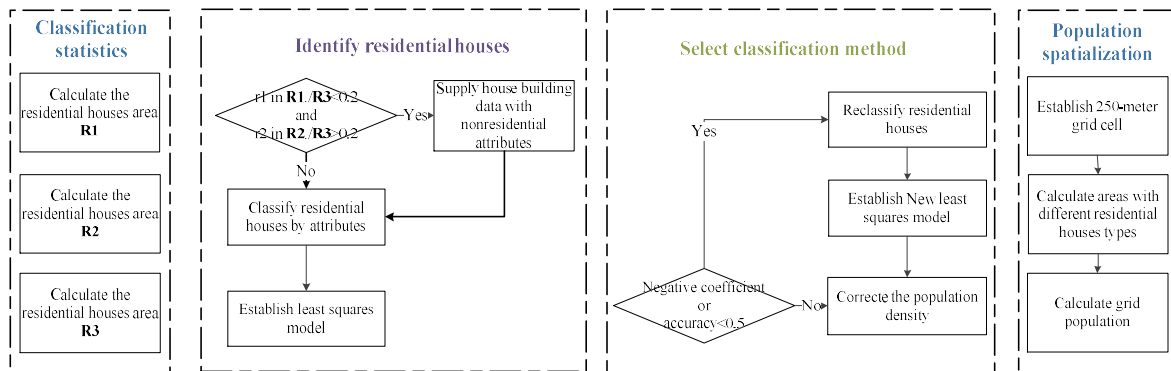 Classification
statistics
Calculate the
residential houses area
R1
Calculate the
residential houses area
R2
Calculate the
residential houses area
R3
Identify residential houses
r1 in R1./R3<0.2
and
r2 in R2./R3>0.2
Yes
Supply house building
data with
nonresidential
attributes
No
Classify residential
houses by attributes
Establish least squares
model
Select classification method
Yes
Reclassify residential
houses
Establish New least
squares model
Negative coefficient
or
accuracy<0.5
No
Correcte the population
density
Population
spatialization
Establish 250-meter
grid cell
Calculate areas with
different residential
houses types
Calculate grid
population